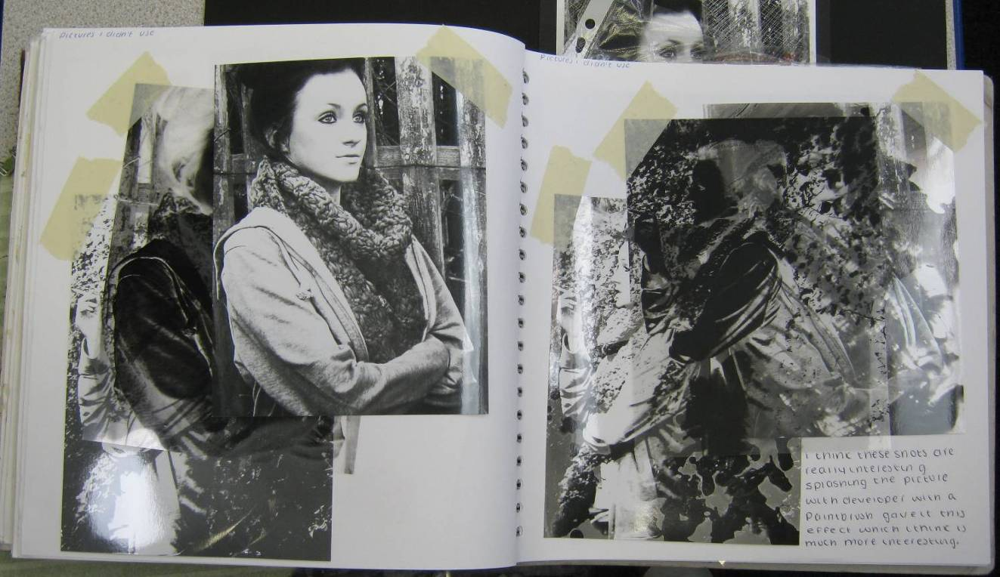 Pictures I didn't use
Pictures I didn't use
I think these shots are
really interesting
splashing the picture
with developer with a
paintbrush gave it this
effect which i think is
much more interesting.